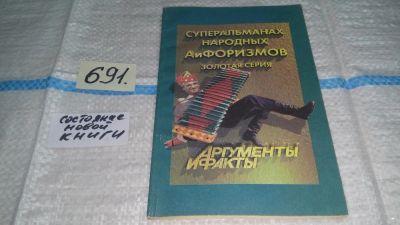 СУПЕРАЛЬМАНАХ
НАРОДНЫХ
АиФОРИЗМОВ
ЗОЛОТАЯ СЕРИЯ
АРГУМЕНТЫ
И ФАКТЫ
691.
состояние
новой
книги